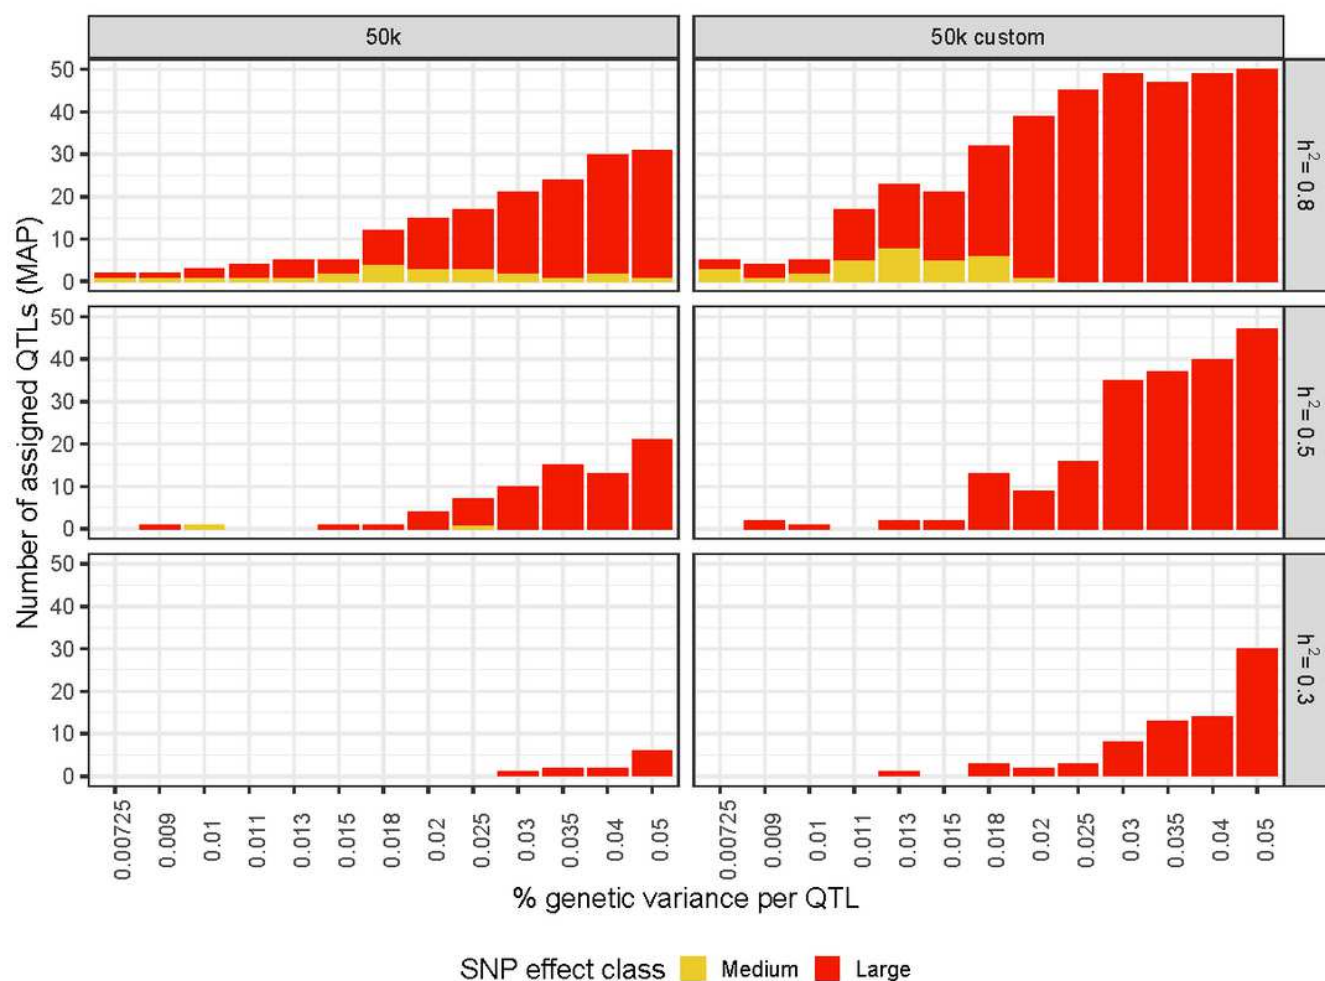 50k 50k custom
50
40
30
20
10
0
h²= 0.8
50
40
30
20
10
0
h²= 0.5
50
40
30
20
10
0
h²= 0.3
Number of assigned QTLs (MAP)
0.00725 0.009 0.01 0.011 0.013 0.015 0.018 0.02 0.025 0.03 0.035 0.04 0.05
0.00725 0.009 0.01 0.011 0.013 0.015 0.018 0.02 0.025 0.03 0.035 0.04 0.05
% genetic variance per QTL
SNP effect class Medium Large